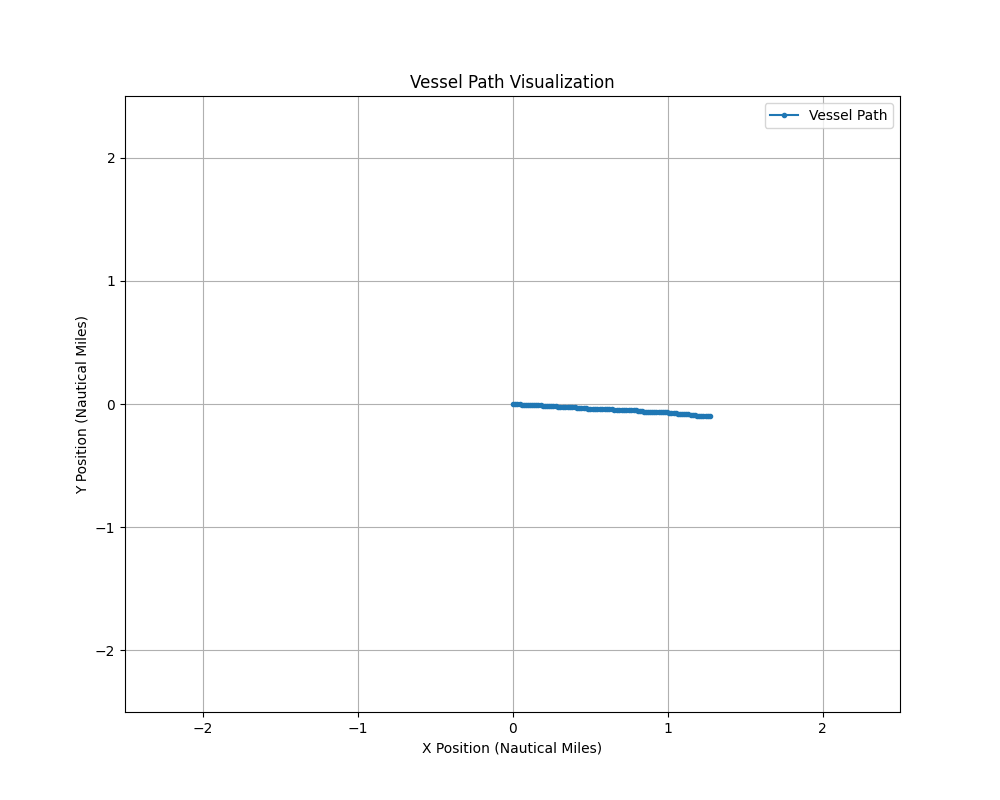 Vessel Path Visualization
Vessel Path
Y Position (Nautical Miles)
2
1
0
−1
−2
−2
−1
0
1
2
X Position (Nautical Miles)